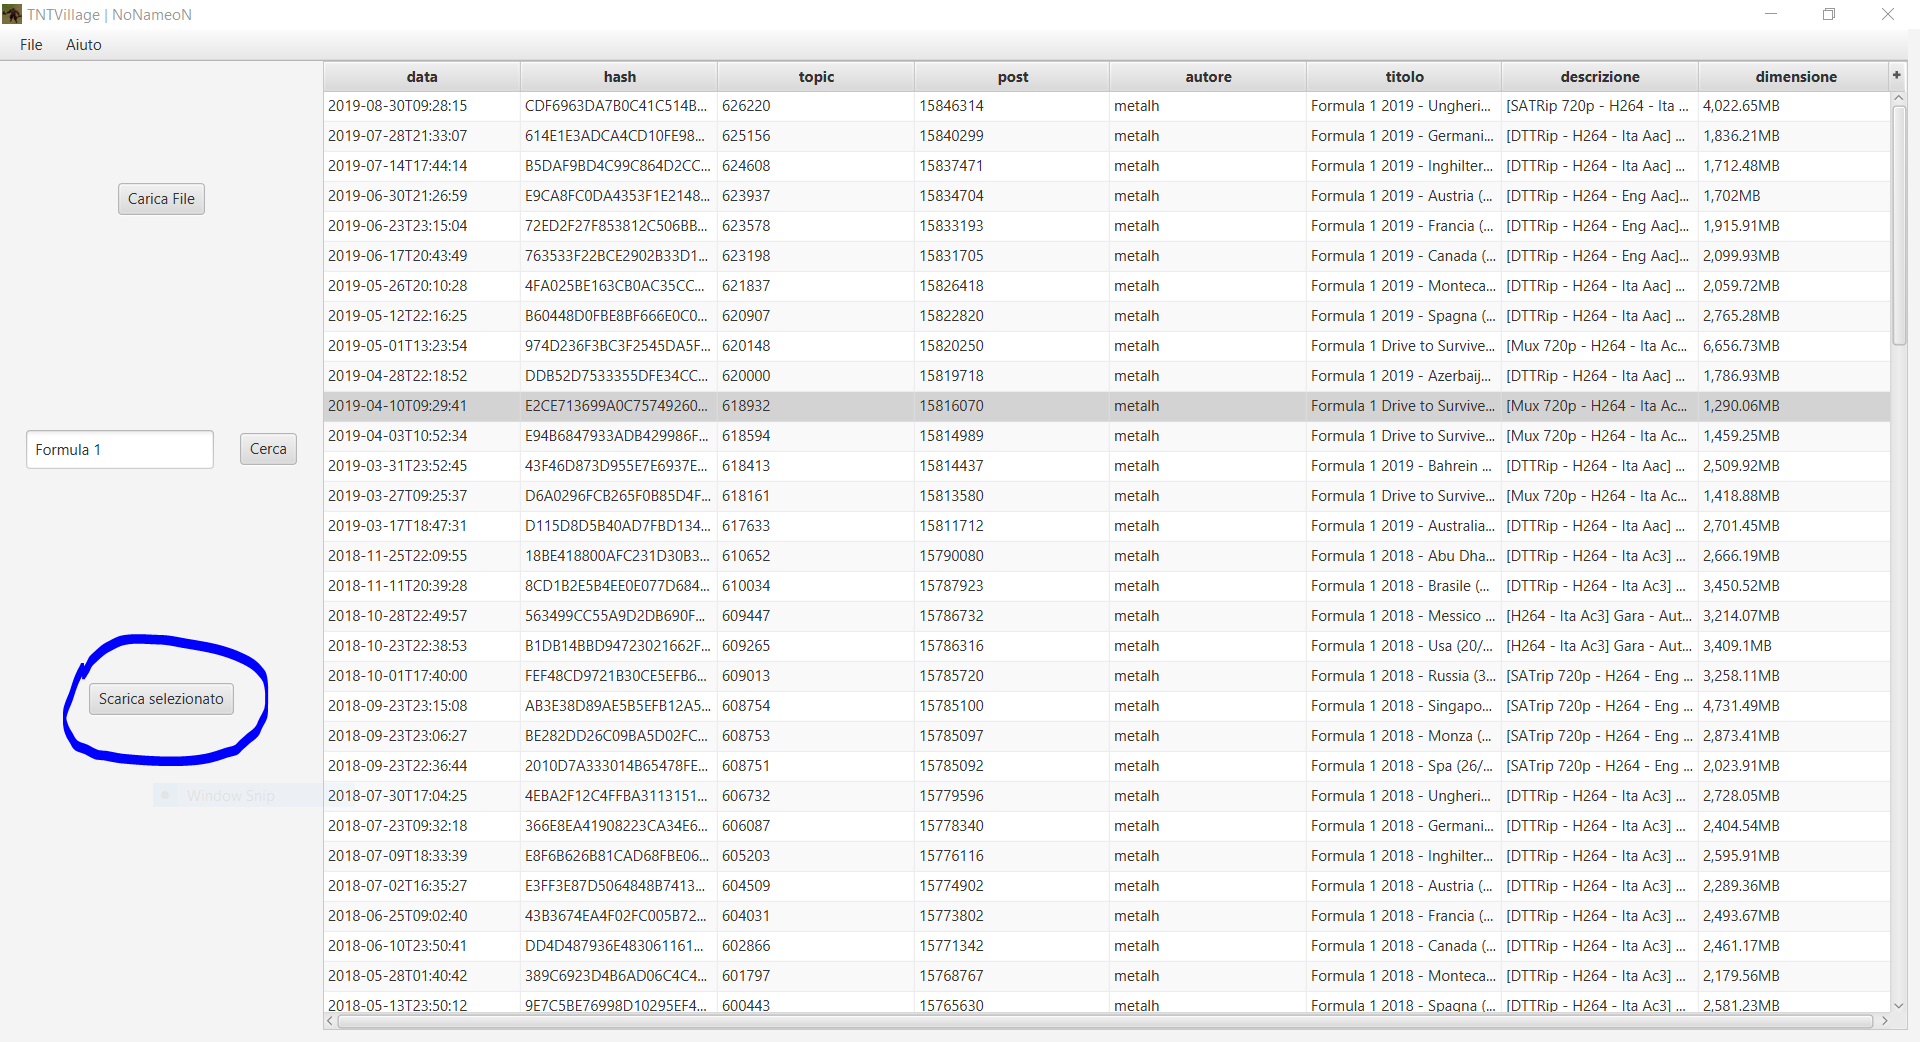 TNTVillage | NoNameoN
File Aiuto
Carica File
Formula 1 Cerca
Scarica selezionato
Window Snip
data hash topic post autore titolo descrizione dimensione +
2019-08-30T09:28:15 CDF6963DA7B0C41C514B... 626220 15846314 metalh Formula 1 2019 - Ungheri... [SATRip 720p - H264 - Ita ... 4,022.65MB
2019-07-28T21:33:07 614E1E3ADCA4CD10FE98... 625156 15840299 metalh Formula 1 2019 - Germani... [DTTRip - H264 - Ita Aac] ... 1,836.21MB
2019-07-14T17:44:14 B5DAF9BD4C99C864D2CC... 624608 15837471 metalh Formula 1 2019 - Inghilter... [DTTRip - H264 - Ita Aac] ... 1,712.48MB
2019-06-30T21:26:59 E9CA8FC0DA4353F1E2148... 623937 15834704 metalh Formula 1 2019 - Austria (... [DTTRip - H264 - Eng Aac]... 1,702MB
2019-06-23T23:15:04 72ED2F27F853812C506BB... 623578 15833193 metalh Formula 1 2019 - Francia (... [DTTRip - H264 - Eng Aac]... 1,915.91MB
2019-06-17T20:43:49 763533F22BCE2902B33D1... 623198 15831705 metalh Formula 1 2019 - Canada (... [DTTRip - H264 - Eng Aac]... 2,099.93MB
2019-05-26T20:10:28 4FA025BE163CB0AC35CC... 621837 15826418 metalh Formula 1 2019 - Monteca... [DTTRip - H264 - Ita Aac] ... 2,059.72MB
2019-05-12T22:16:25 B60448D0FBE8BF666E0C0... 620907 15822820 metalh Formula 1 2019 - Spagna (... [DTTRip - H264 - Ita Aac] ... 2,765.28MB
2019-05-01T13:23:54 974D236F3BC3F2545DA5F... 620148 15820250 metalh Formula 1 Drive to Survive... [Mux 720p - H264 - Ita Ac... 6,656.73MB
2019-04-28T22:18:52 DDB52D7533355DFE34CC... 620000 15819718 metalh Formula 1 2019 - Azerbaij... [DTTRip - H264 - Ita Aac] ... 1,786.93MB
2019-04-10T09:29:41 E2CE713699A0C75749260... 618932 15816070 metalh Formula 1 Drive to Survive... [Mux 720p - H264 - Ita Ac... 1,290.06MB
2019-04-03T10:52:34 E94B6847933ADB429986F... 618594 15814989 metalh Formula 1 Drive to Survive... [Mux 720p - H264 - Ita Ac... 1,459.25MB
2019-03-31T23:52:45 43F46D873D955E7E6937E... 618413 15814437 metalh Formula 1 2019 - Bahrein ... [DTTRip - H264 - Ita Aac] ... 2,509.92MB
2019-03-27T09:25:37 D6A0296FCB265F0B85D4F... 618161 15813580 metalh Formula 1 Drive to Survive... [Mux 720p - H264 - Ita Ac... 1,418.88MB
2019-03-17T18:47:31 D115D8D5B40AD7FBD134... 617633 15811712 metalh Formula 1 2019 - Australia... [DTTRip - H264 - Ita Aac] ... 2,701.45MB
2018-11-25T22:09:55 18BE418800AFC231D30B3... 610652 15790080 metalh Formula 1 2018 - Abu Dha... [DTTRip - H264 - Ita Ac3] ... 2,666.19MB
2018-11-11T20:39:28 8CD1B2E5B4EE0E077D684... 610034 15787923 metalh Formula 1 2018 - Brasile (... [DTTRip - H264 - Ita Ac3] ... 3,450.52MB
2018-10-28T22:49:57 563499CC55A9D2DB690F... 609447 15786732 metalh Formula 1 2018 - Messico ... [H264 - Ita Ac3] Gara - Aut... 3,214.07MB
2018-10-23T22:38:53 B1DB14BBD94723021662F... 609265 15786316 metalh Formula 1 2018 - Usa (20/... [H264 - Ita Ac3] Gara - Aut... 3,409.1MB
2018-10-01T17:40:00 FEF48CD9721B30CE5EFB6... 609013 15785720 metalh Formula 1 2018 - Russia (3... [SATrip 720p - H264 - Eng ... 3,258.11MB
2018-09-23T23:15:08 AB3E38D89AE5B5EFB12A5... 608754 15785100 metalh Formula 1 2018 - Singapo... [SATrip 720p - H264 - Eng ... 4,731.49MB
2018-09-23T23:06:27 BE282DD26C09BA5D02FC... 608753 15785097 metalh Formula 1 2018 - Monza (... [SATrip 720p - H264 - Eng ... 2,873.41MB
2018-09-23T22:36:44 2010D7A333014B65478FE... 608751 15785092 metalh Formula 1 2018 - Spa (26/... [SATrip 720p - H264 - Eng ... 2,023.91MB
2018-07-30T17:04:25 4EBA2F12C4FFBA3113151... 606732 15779596 metalh Formula 1 2018 - Ungheri... [DTTRip - H264 - Ita Ac3] ... 2,728.05MB
2018-07-23T09:32:18 366E8EA41908223CA34E6... 606087 15778340 metalh Formula 1 2018 - Germani... [DTTRip - H264 - Ita Ac3] ... 2,404.54MB
2018-07-09T18:33:39 E8F6B626B81CAD68FBE06... 605203 15776116 metalh Formula 1 2018 - Inghilter... [DTTRip - H264 - Ita Ac3] ... 2,595.91MB
2018-07-02T16:35:27 E3FF3E87D5064848B7413... 604509 15774902 metalh Formula 1 2018 - Austria (... [DTTRip - H264 - Ita Ac3] ... 2,289.36MB
2018-06-25T09:02:40 43B3674EA4F02FC005B72... 604031 15773802 metalh Formula 1 2018 - Francia (... [DTTRip - H264 - Ita Ac3] ... 2,493.67MB
2018-06-10T23:50:41 DD4D487936E483061161... 602866 15771342 metalh Formula 1 2018 - Canada (... [DTTRip - H264 - Ita Ac3] ... 2,461.17MB
2018-05-28T01:40:42 389C6923D4B6AD06C4C4... 601797 15768767 metalh Formula 1 2018 - Monteca... [DTTRip - H264 - Ita Ac3] ... 2,179.56MB
2018-05-13T23:50:12 9E7C5BE76998D10295EF4... 600443 15765630 metalh Formula 1 2018 - Spagna (... [DTTRip - H264 - Ita Ac3] ... 2,581.23MB